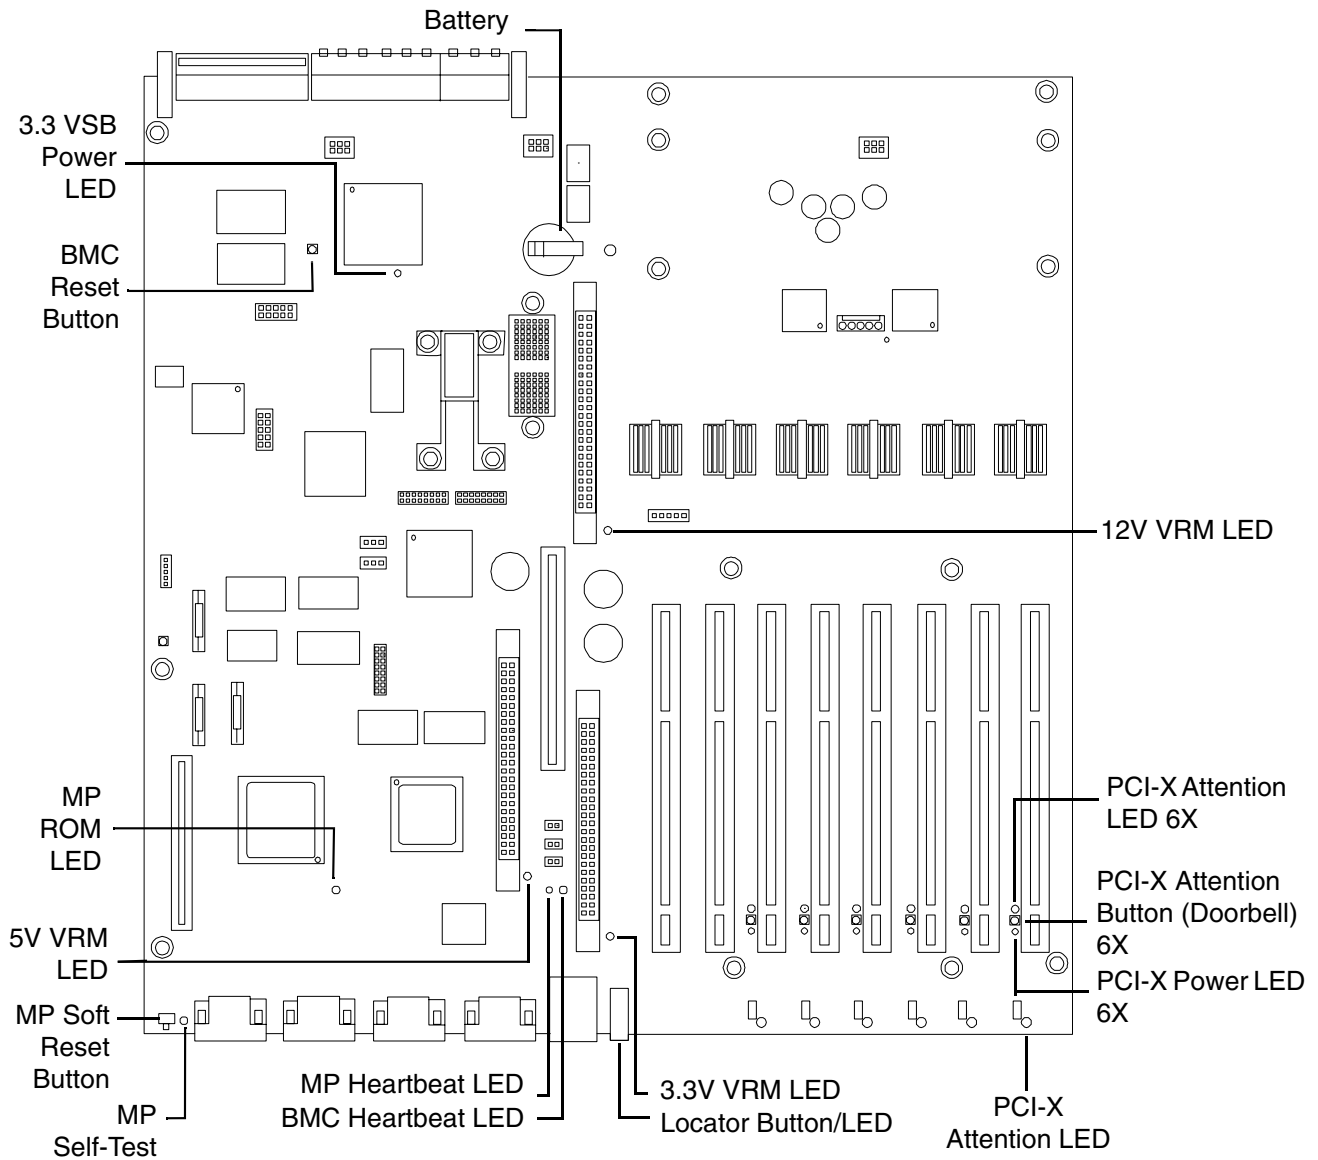 Battery
3.3 VSB
Power
LED
BMC
Reset
Button
12V VRM LED
MP
ROM
LED
PCI-X Attention
LED 6X
PCI-X Attention
Button (Doorbell)
6X
5V VRM
LED
PCI-X Power LED
6X
MP Soft
Reset
Button
MP
Self-Test
MP Heartbeat LED
BMC Heartbeat LED
3.3V VRM LED
Locator Button/LED
PCI-X
Attention LED